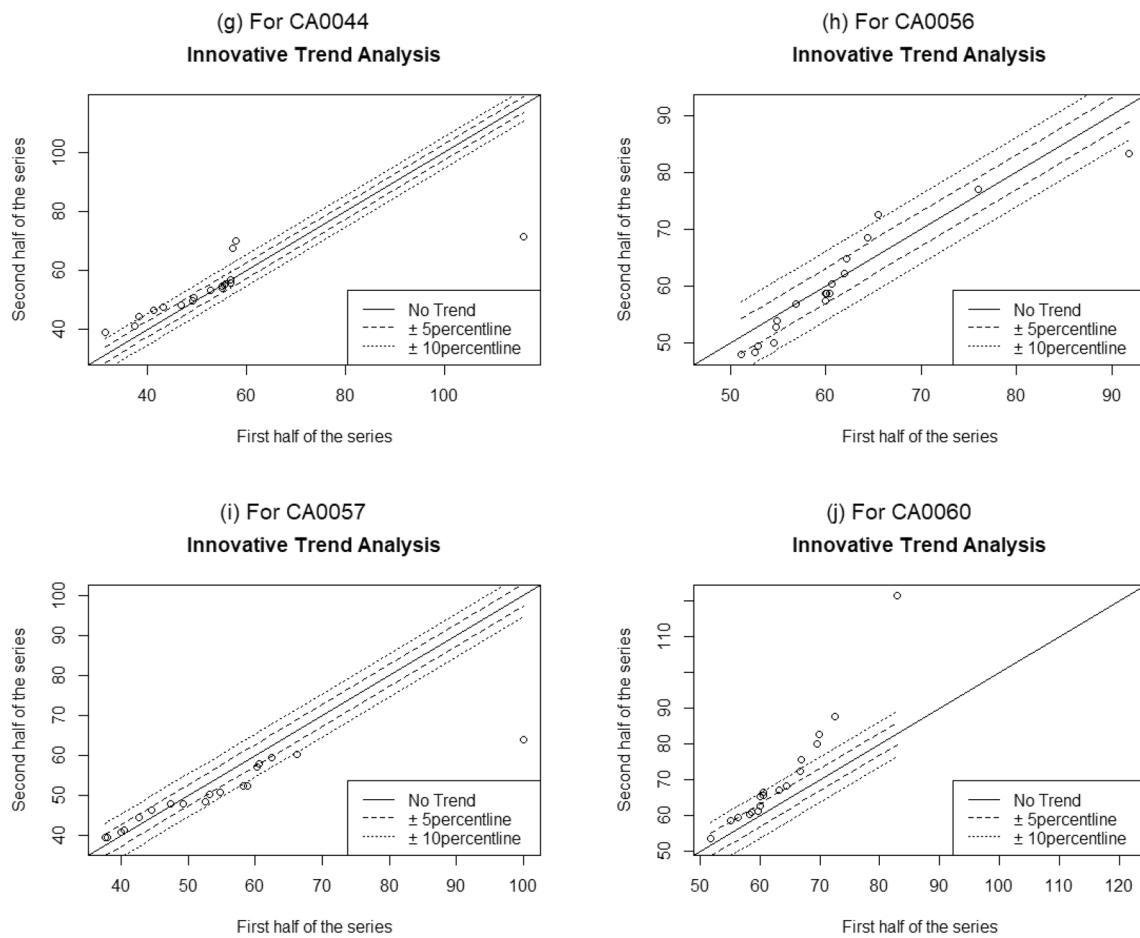 (g) For CA0044
Innovative Trend Analysis
Second half of the series
100
80
60
40
40 60 80 100
First half of the series
No Trend
± 5percentline
± 10percentline
(h) For CA0056
Innovative Trend Analysis
Second half of the series
90
80
70
60
50
50 60 70 80 90
First half of the series
No Trend
± 5percentline
± 10percentline
(i) For CA0057
Innovative Trend Analysis
Second half of the series
100
90
80
70
60
50
40
40 50 60 70 80 90 100
First half of the series
No Trend
± 5percentline
± 10percentline
(j) For CA0060
Innovative Trend Analysis
Second half of the series
110
90
80
70
60
50
50 60 70 80 90 100 110 120
First half of the series
No Trend
± 5percentline
± 10percentline